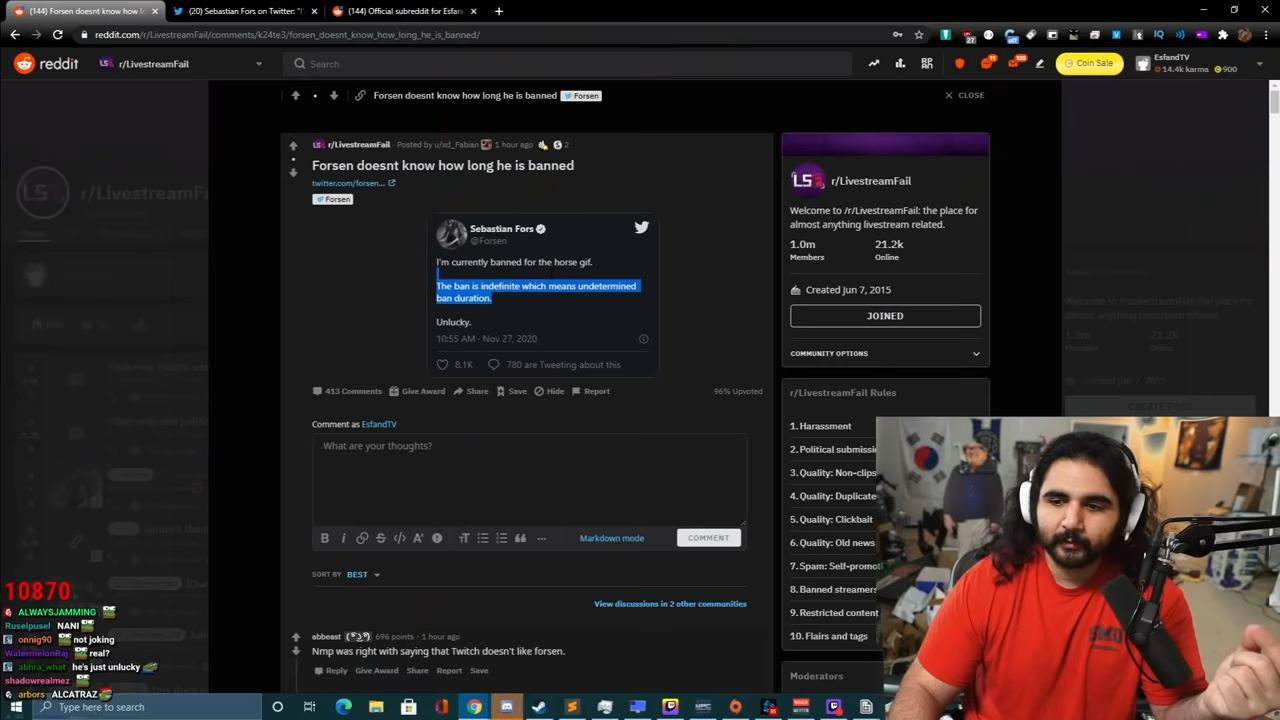 (144) Forsen doesnt know how l
(20) Sebastian Fors on Twitter: "I'
(144) Official subreddit for Esfand
reddit.com/r/LivestreamFail/comments/k24te3/forsen_doesnt_know_how_long_he_is_banned/
reddit
r/LivestreamFail
Search
Coin Sale
EsfandTV
14.4k karma
900
Forsen doesnt know how long he is banned
Forsen
CLOSE
r/LivestreamFail
Posted by u/xd_Fabian
1 hour ago
2
Forsen doesnt know how long he is banned
twitter.com/forsen...
Forsen
Sebastian Fors
@Forsen
I'm currently banned for the horse gif.
The ban is indefinite which means undetermined
ban duration.
Unlucky.
10:55 AM · Nov 27, 2020
8.1K
780 are Tweeting about this
413 Comments
Give Award
Share
Save
Hide
Report
96% Upvoted
Comment as EsfandTV
What are your thoughts?
Markdown mode
COMMENT
SORT BY BEST
View discussions in 2 other communities
abbeast
696 points · 1 hour ago
Nmp was right with saying that Twitch doesn't like forsen.
Reply
Give Award
Share
Report
Save
r/LivestreamFail
Welcome to /r/LivestreamFail: the place for
almost anything livestream related.
1.0m
21.2k
Members
Online
Created Jun 7, 2015
JOINED
COMMUNITY OPTIONS
r/LivestreamFail Rules
1. Harassment
2. Political submissio
3. Quality: Non-clips
4. Quality: Duplicate
5. Quality: Clickbait
6. Quality: Old news
7. Spam: Self-promot
8. Banned streamers
9. Restricted content
10. Flairs and tags
Moderators
10870
ALWAYSJAMMING
Ruselpusel NANI
onnig90 not joking
WatermelonRaj real?
abhra_what he's just unlucky
shadowrealmez
arbors ALCATRAZ
Type here to search